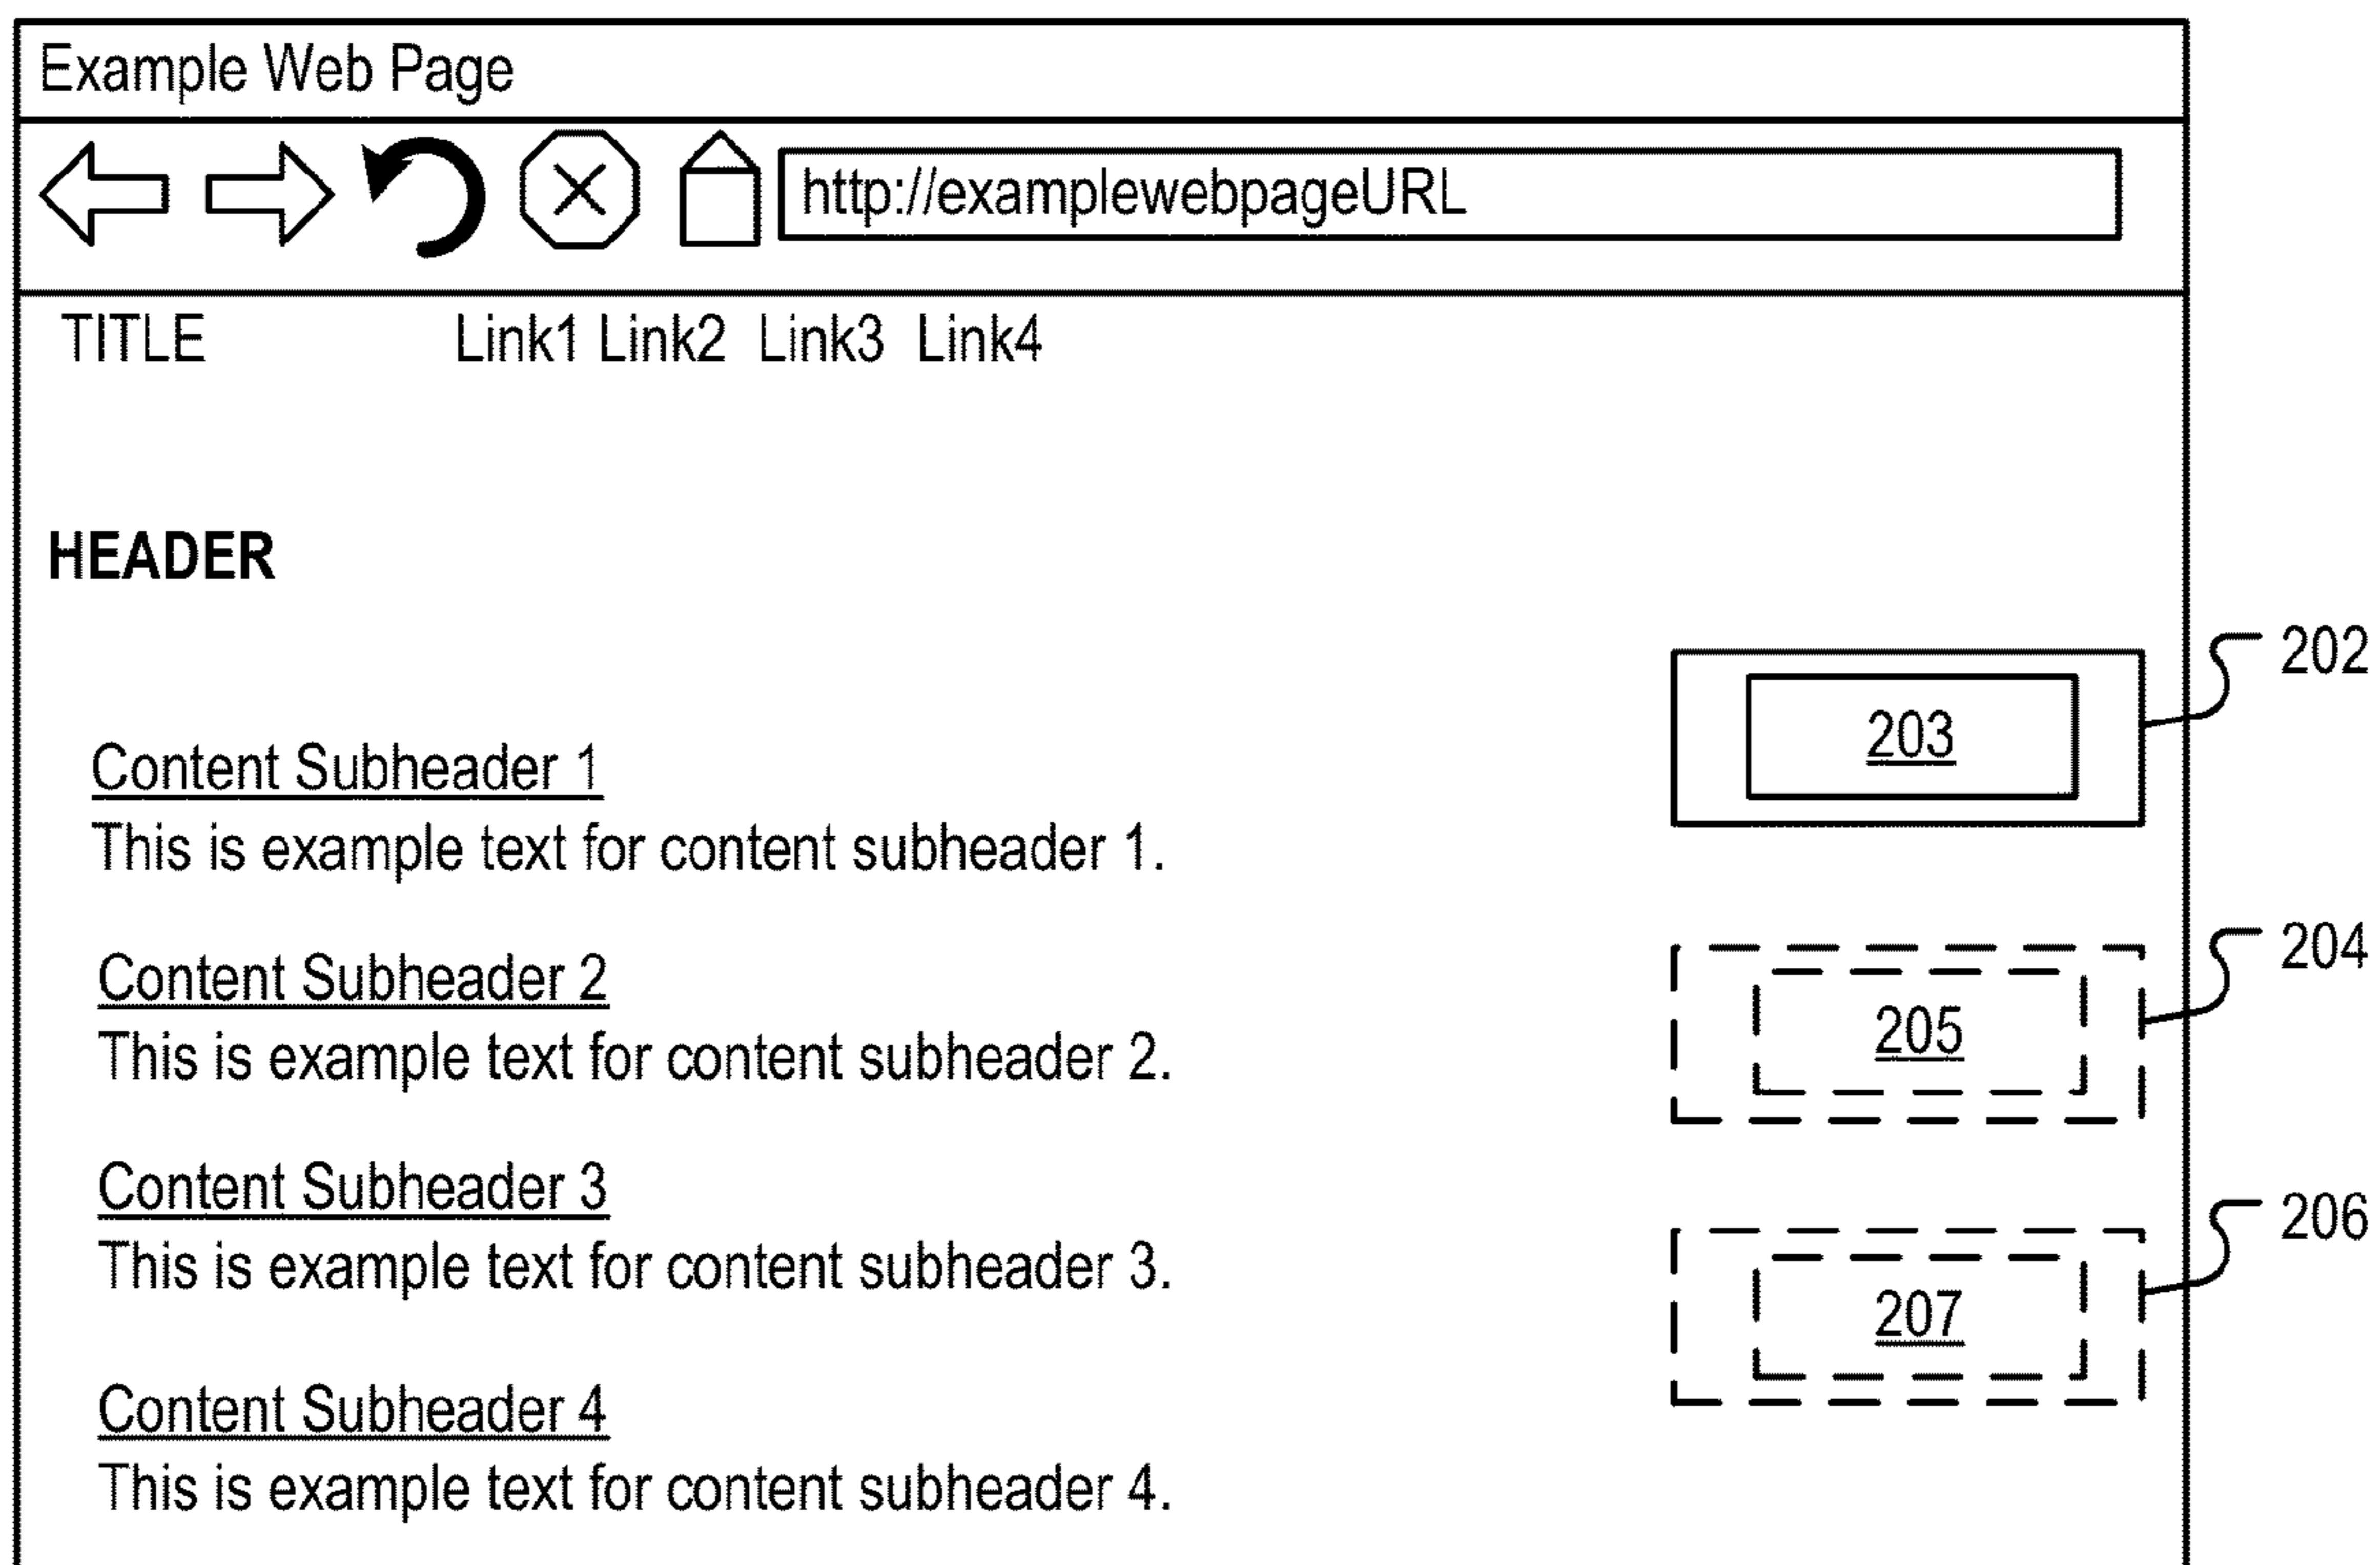 Example Web Page
http://examplewebpageURL
TITLE Link1 Link2 Link3 Link4
HEADER
202
203
Content Subheader 1
This is example text for content subheader 1.
204
Content Subheader 2
205
This is example text for content subheader 2.
Content Subheader 3
206
This is example text for content subheader 3.
207
Content Subheader 4
This is example text for content subheader 4.